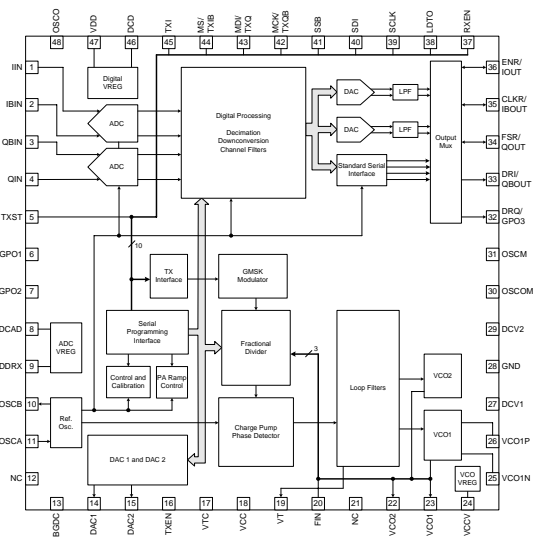 OSCO
VDD
DCD
TXI
MS/
TXIB
MDI/
TXQ
MCK/
TXQB
SSB
SDI
SCLK
LDTO
RXEN
48
47
46
45
44
43
42
41
40
39
38
37
IIN
1
IBIN
2
QBIN
3
QIN
4
TXST
5
GPO1
6
GPO2
7
DCAD
8
DDRX
9
OSCB
10
OSCA
11
NC
12
36
ENR/
IOUT
35
CLKR/
IBOUT
34
FSR/
QOUT
33
DRI/
QBOUT
32
DRQ/
GPO3
31
OSCM
30
OSCOM
29
DCV2
28
GND
27
DCV1
26
VCO1P
25
VCO1N
Digital
VREG
ADC
ADC
Digital Processing
Decimation
Downconversion
Channel Filters
DAC
LPF
DAC
LPF
Standard Serial
Interface
Output
Mux
10
TX
Interface
GMSK
Modulator
Serial
Programming
Interface
Fractional
Divider
3
ADC
VREG
Control and
Calibration
PA Ramp
Control
Loop Filters
VCO2
Ref.
Osc.
Charge Pump
Phase Detector
VCO1
DAC 1 and DAC 2
VCO
VREG
13
14
15
16
17
18
19
20
21
22
23
24
BGDC
DAC1
DAC2
TXEN
VTC
VCC
VT
FIN
NC
VCO2
VCO1
VCCV